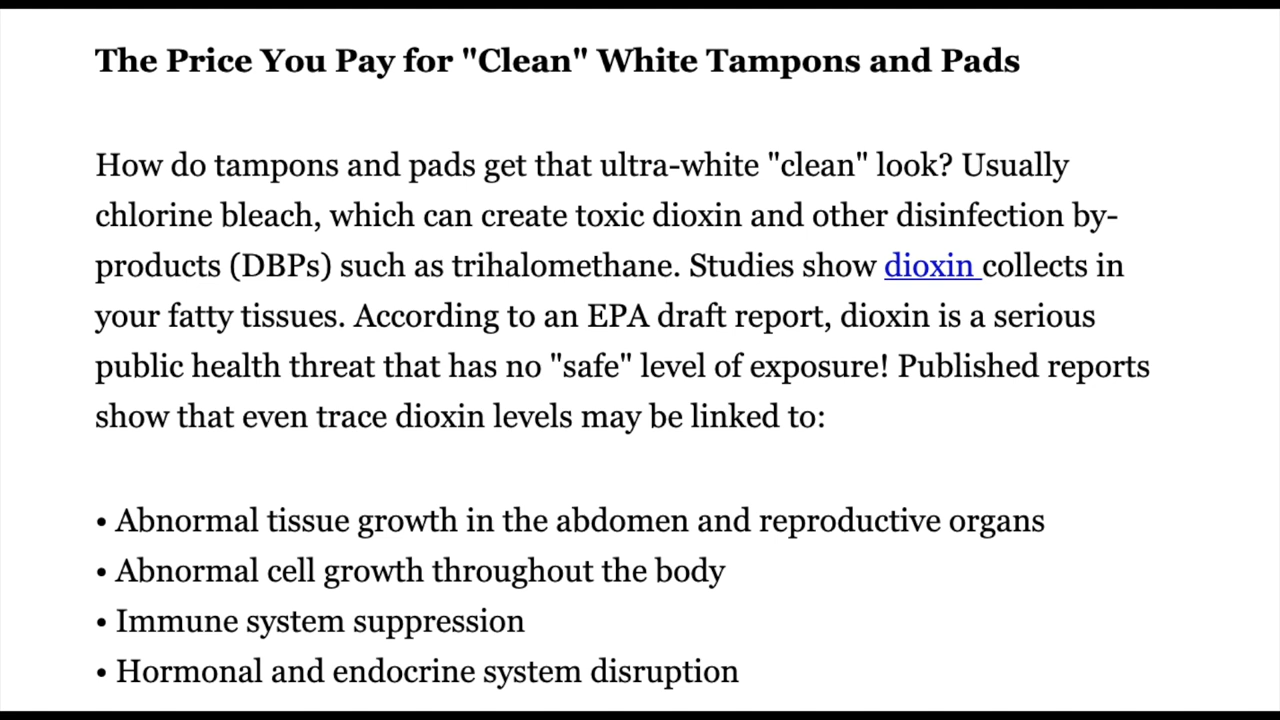 The Price You Pay for "Clean" White Tampons and Pads
How do tampons and pads get that ultra-white "clean" look? Usually
chlorine bleach, which can create toxic dioxin and other disinfection by-
products (DBPs) such as trihalomethane. Studies show dioxin collects in
your fatty tissues. According to an EPA draft report, dioxin is a serious
public health threat that has no "safe" level of exposure! Published reports
show that even trace dioxin levels may be linked to:
• Abnormal tissue growth in the abdomen and reproductive organs
• Abnormal cell growth throughout the body
• Immune system suppression
• Hormonal and endocrine system disruption